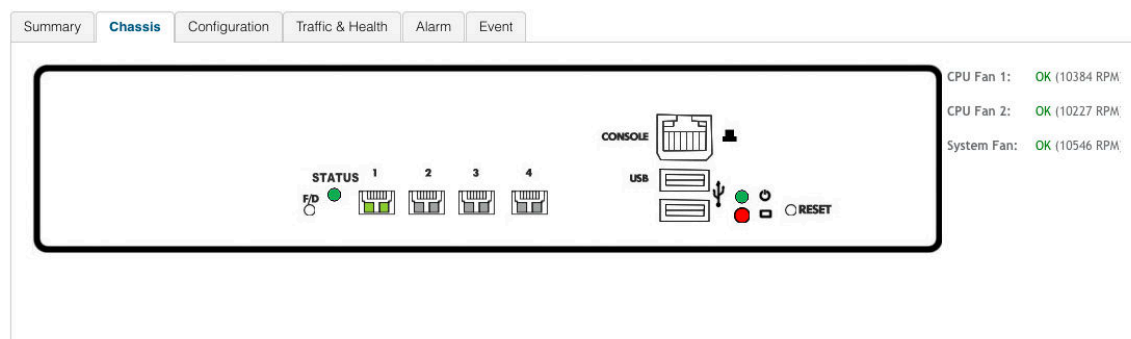 Summary Chassis Configuration Traffic & Health Alarm Event
CPU Fan 1: OK (10384 RPM)
CPU Fan 2: OK (10227 RPM)
System Fan: OK (10546 RPM)
CONSOLE
STATUS 1 2 3 4
USB
F/D
RESET